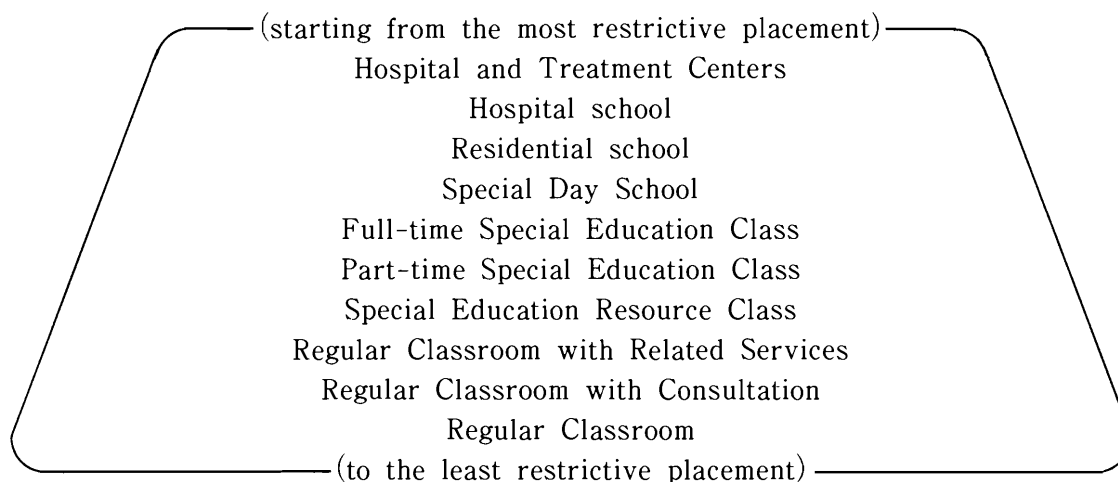 (starting from the most restrictive placement)
Hospital and Treatment Centers
Hospital school
Residential school
Special Day School
Full-time Special Education Class
Part-time Special Education Class
Special Education Resource Class
Regular Classroom with Related Services
Regular Classroom with Consultation
Regular Classroom
(to the least restrictive placement)